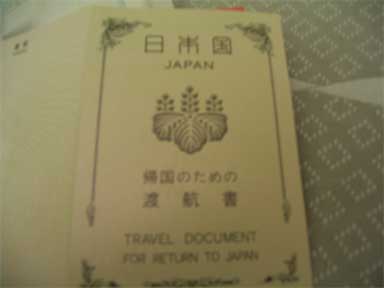 日本国
JAPAN
帰国のための
渡航書
TRAVEL DOCUMENT
FOR RETURN TO JAPAN